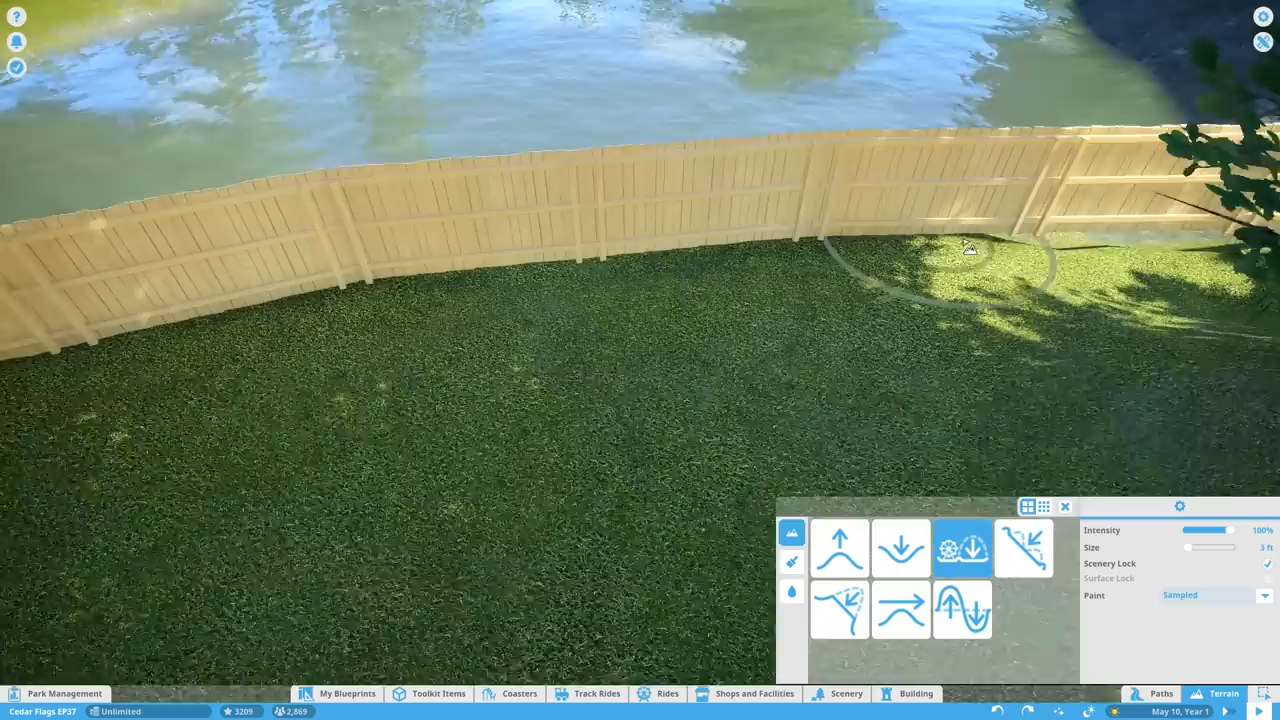 ?
Intensity 100%
Size 3 ft
Scenery Lock
Surface Lock
Paint Sampled
Park Management My Blueprints Toolkit Items Coasters Track Rides Rides Shops and Facilities Scenery Building Paths Terrain
Cedar Flags EP37 Unlimited 3209 2,869 May 10, Year 1